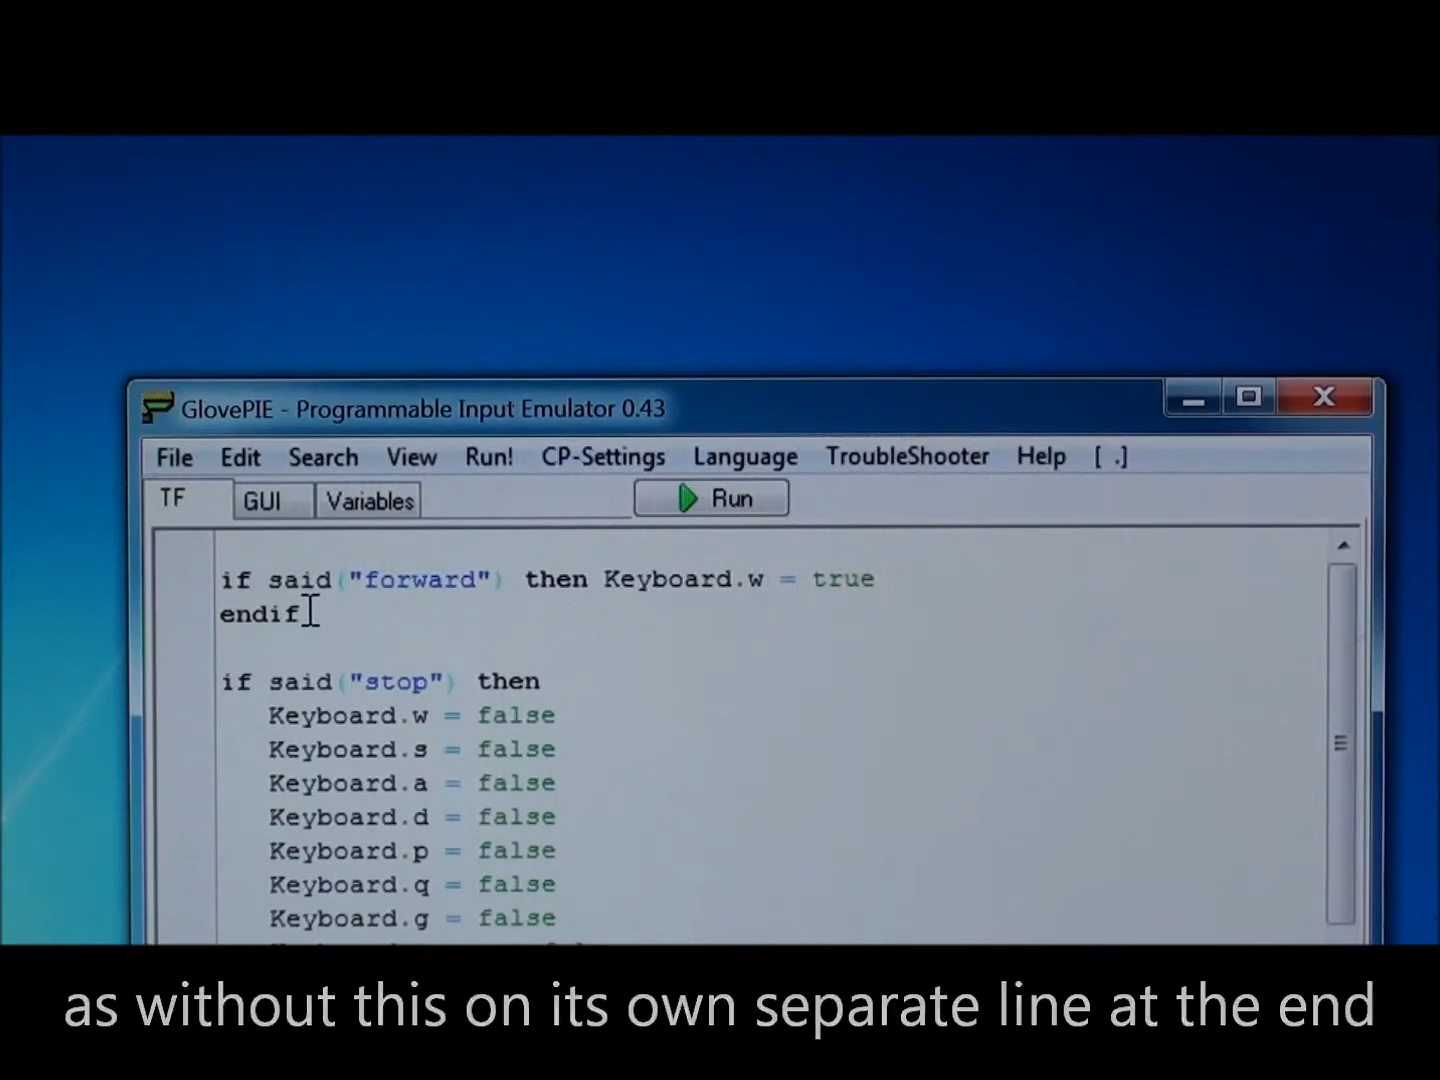 GlovePIE - Programmable Input Emulator 0.43
File Edit Search View Run! CP-Settings Language TroubleShooter Help [ .]
TF GUI Variables Run
if said("forward") then Keyboard.w = true
endif
if said("stop") then
Keyboard.w = false
Keyboard.s = false
Keyboard.a = false
Keyboard.d = false
Keyboard.p = false
Keyboard.q = false
Keyboard.g = false
as without this on its own separate line at the end